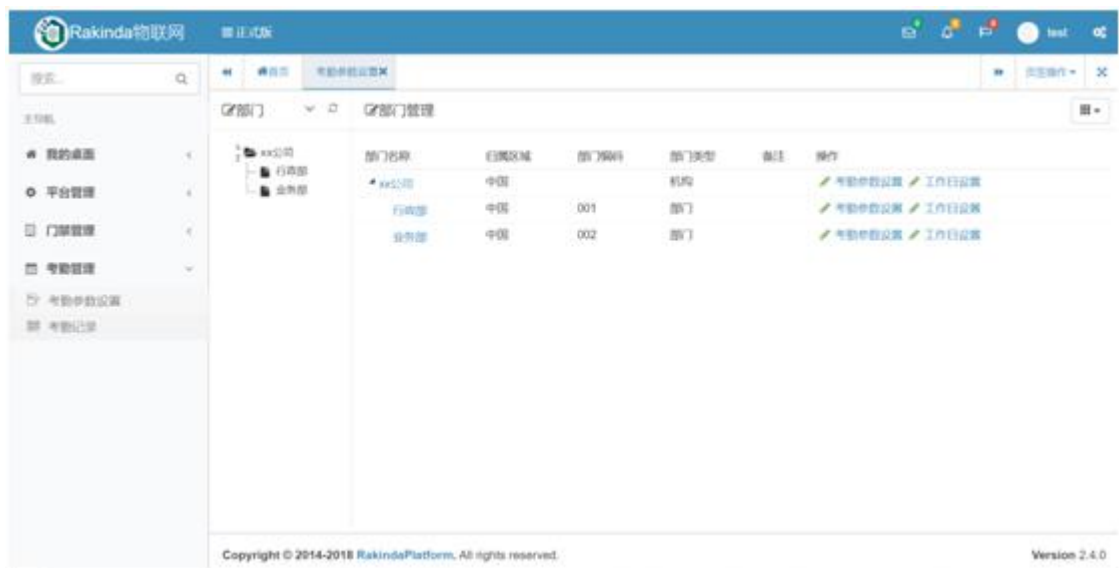 Rakinda物联网 正式版 test
搜索...
首页 考勤参数设置 页签操作
主导航
部门 部门管理
我的桌面
平台管理
门禁管理
考勤管理
考勤参数设置
考勤记录
xx公司
行政部
业务部
部门名称 归属区域 部门编码 部门类型 备注 操作
xx公司 中国 机构 考勤参数设置 工作日设置
行政部 中国 001 部门 考勤参数设置 工作日设置
业务部 中国 002 部门 考勤参数设置 工作日设置
Copyright © 2014-2018 RakindaPlatform. All rights reserved. Version 2.4.0